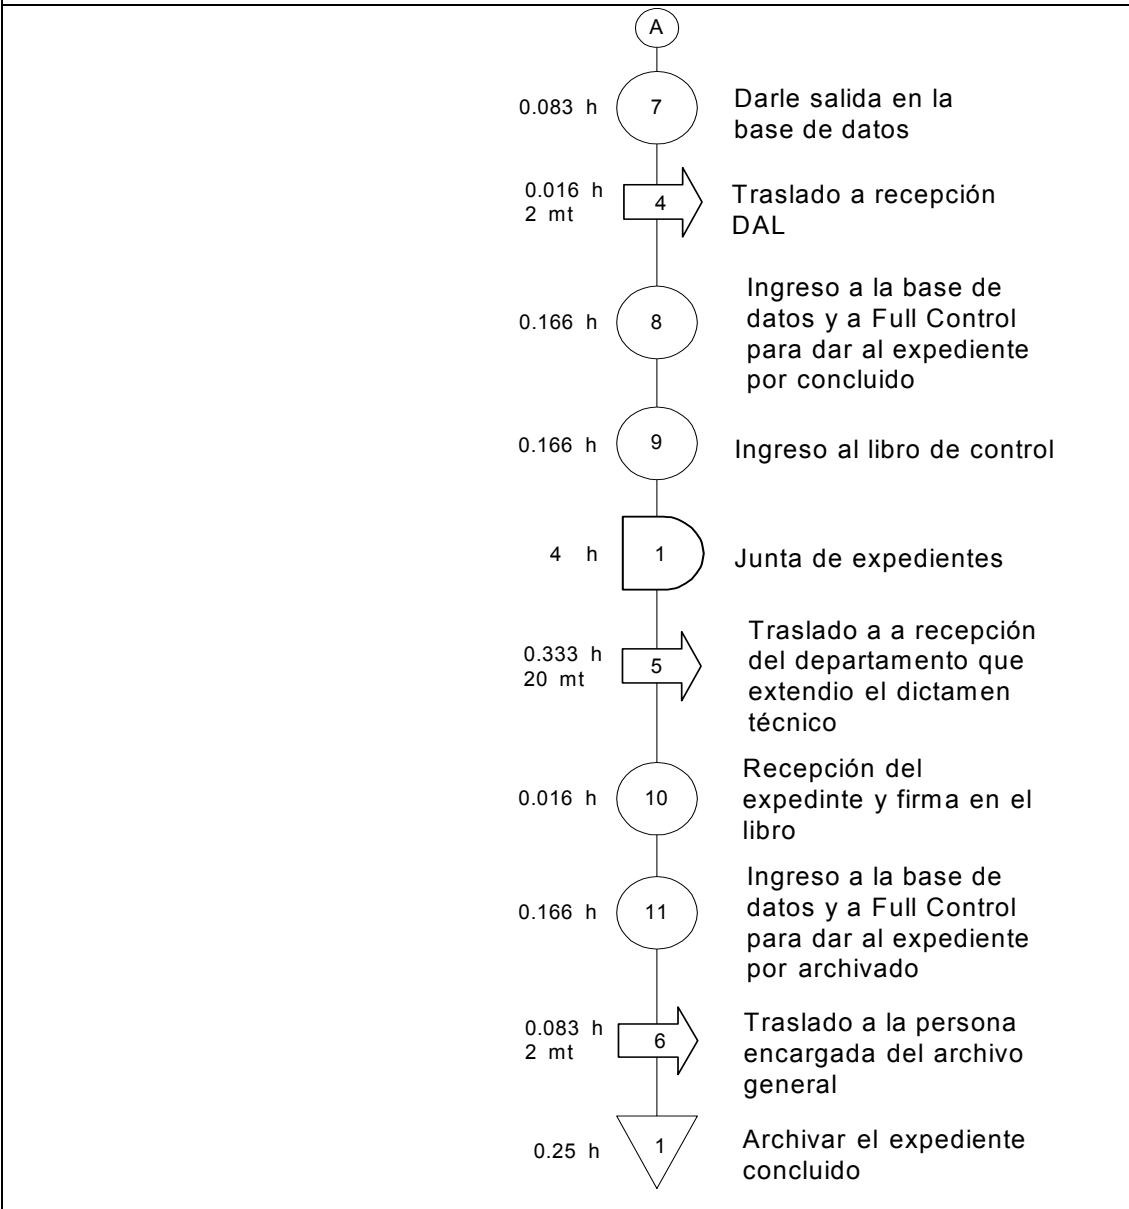 A
0.083 h
7
Darle salida en la
base de datos
0.016 h
2 mt
4
Traslado a recepción
DAL
0.166 h
8
Ingreso a la base de
datos y a Full Control
para dar al expediente
por concluido
0.166 h
9
Ingreso al libro de control
4 h
1
Junta de expedientes
0.333 h
20 mt
5
Traslado a a recepción
del departamento que
extendio el dictamen
técnico
0.016 h
10
Recepción del
expedinte y firma en el
libro
0.166 h
11
Ingreso a la base de
datos y a Full Control
para dar al expediente
por archivado
0.083 h
2 mt
6
Traslado a la persona
encargada del archivo
general
0.25 h
1
Archivar el expediente
concluido